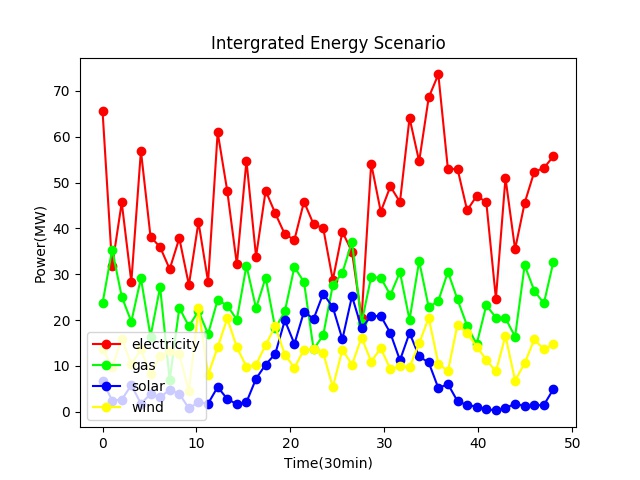 Intergrated Energy Scenario
Power(MW)
70
60
50
40
30
20
10
0
electricity
gas
solar
wind
0 10 20 30 40 50
Time(30min)